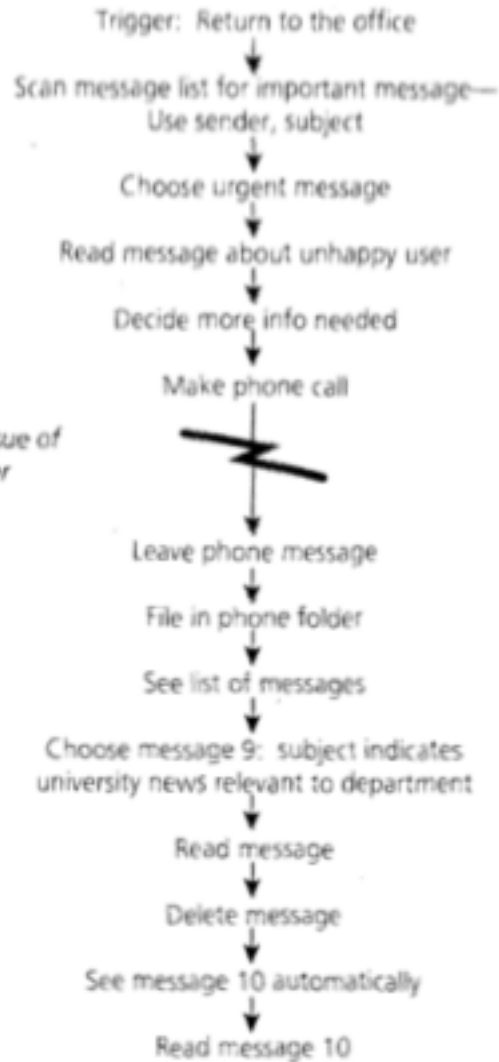 Trigger: Return to the office
Scan message list for important message—
Use sender, subject
Choose urgent message
Read message about unhappy user
Decide more info needed
Make phone call
ue of
r
Leave phone message
File in phone folder
See list of messages
Choose message 9: subject indicates
university news relevant to department
Read message
Delete message
See message 10 automatically
Read message 10